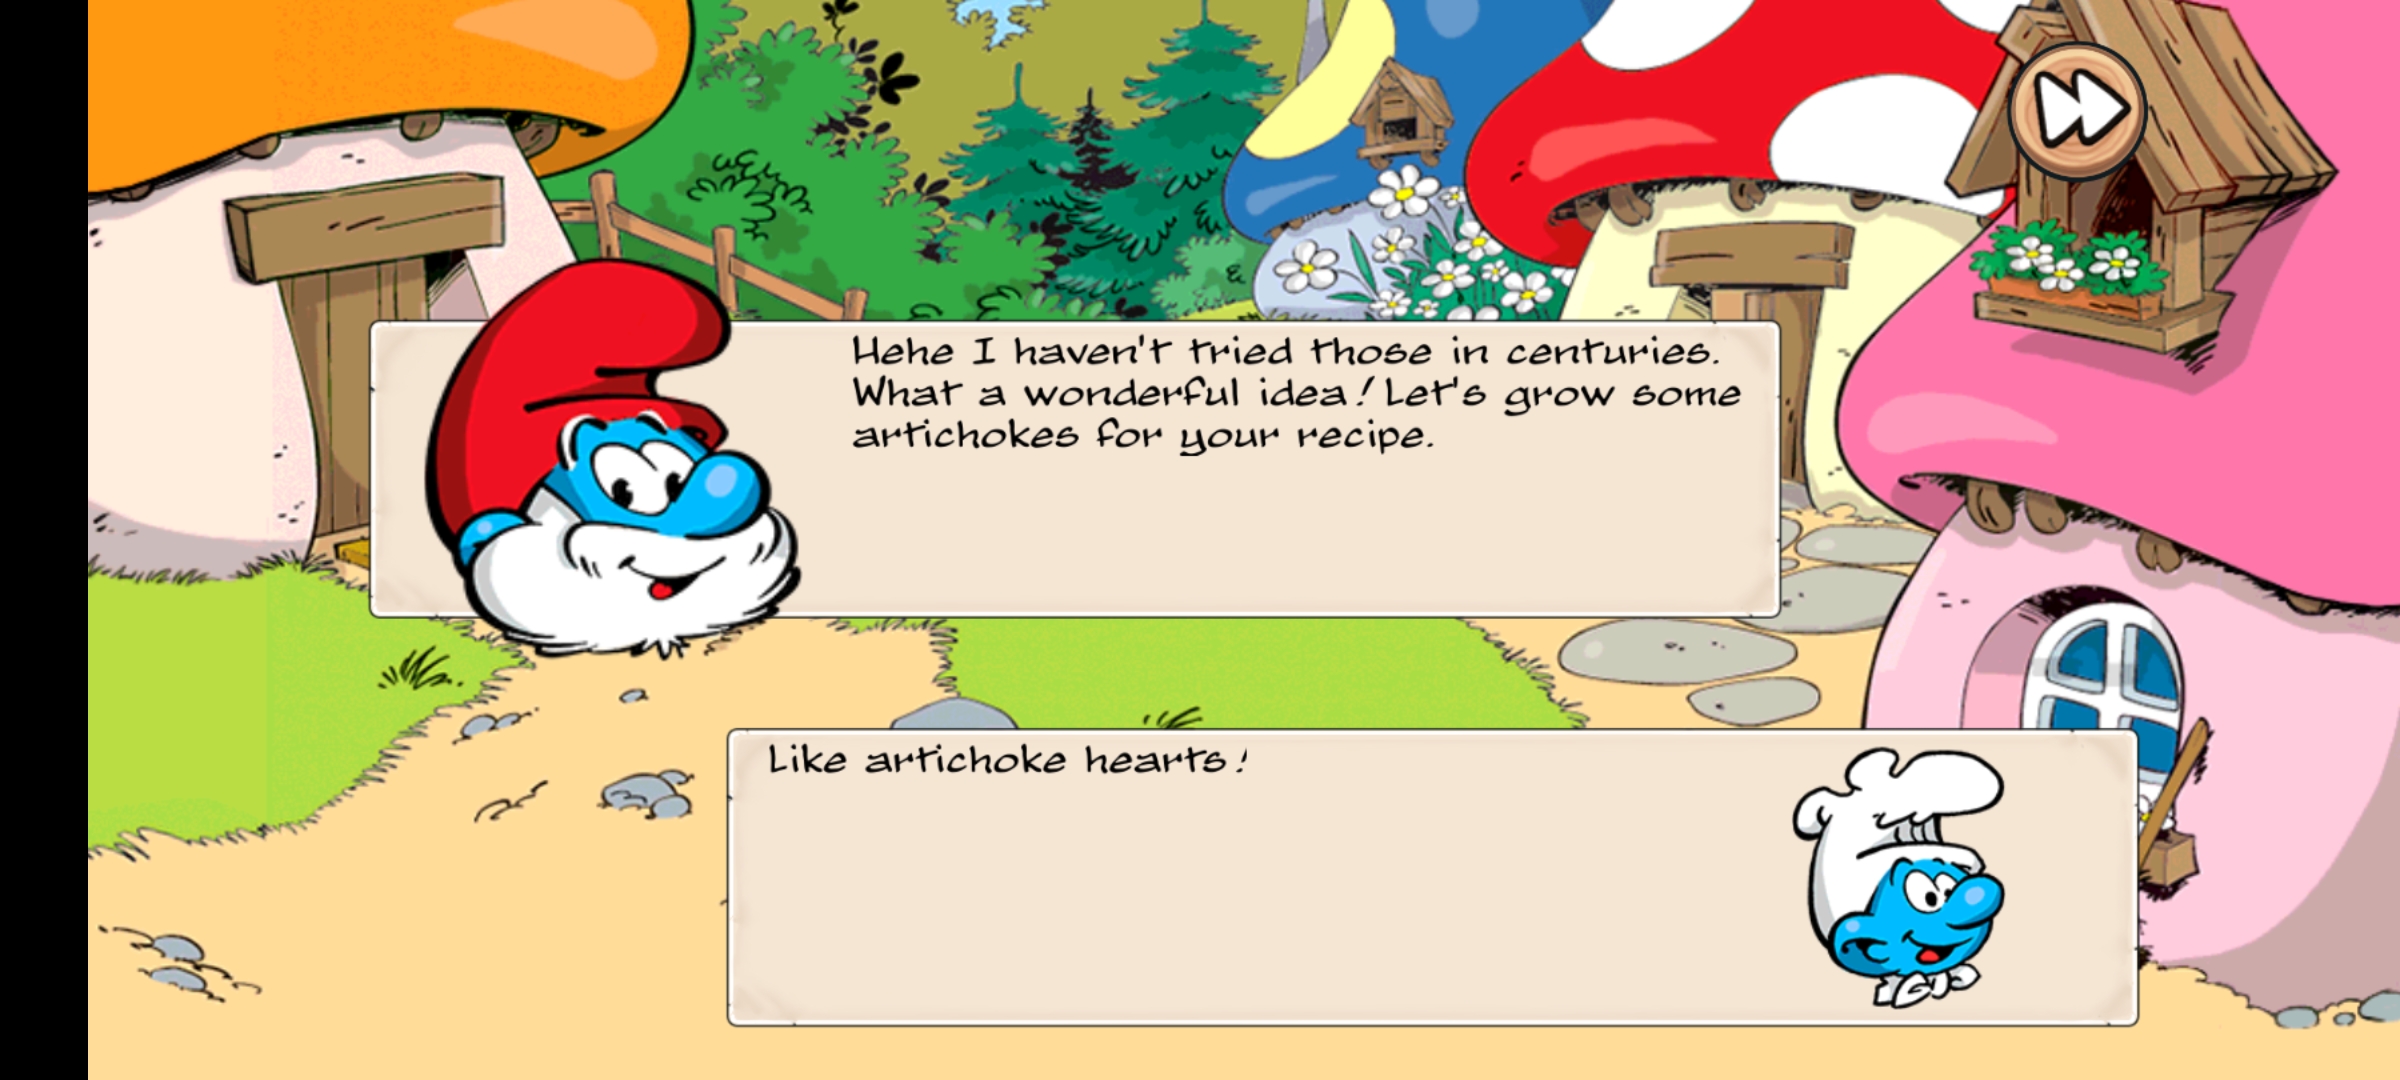 Hehe I haven't tried those in centuries.
What a wonderful idea! Let's grow some
artichokes for your recipe.
Like artichoke hearts!